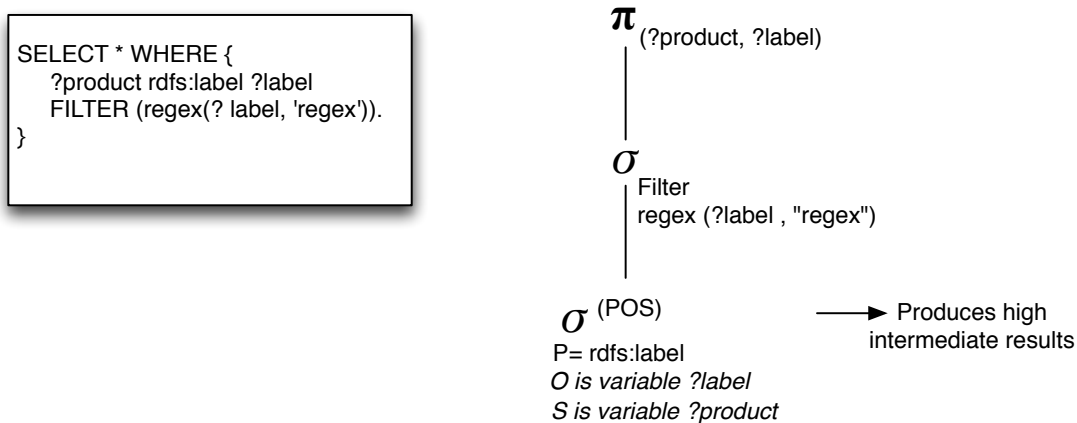 SELECT * WHERE {
?product rdfs:label ?label
FILTER (regex(? label, 'regex')).
}
π (?product, ?label)
σ
Filter
regex (?label , "regex")
σ (POS)
P= rdfs:label
O is variable ?label
S is variable ?product
Produces high
intermediate results